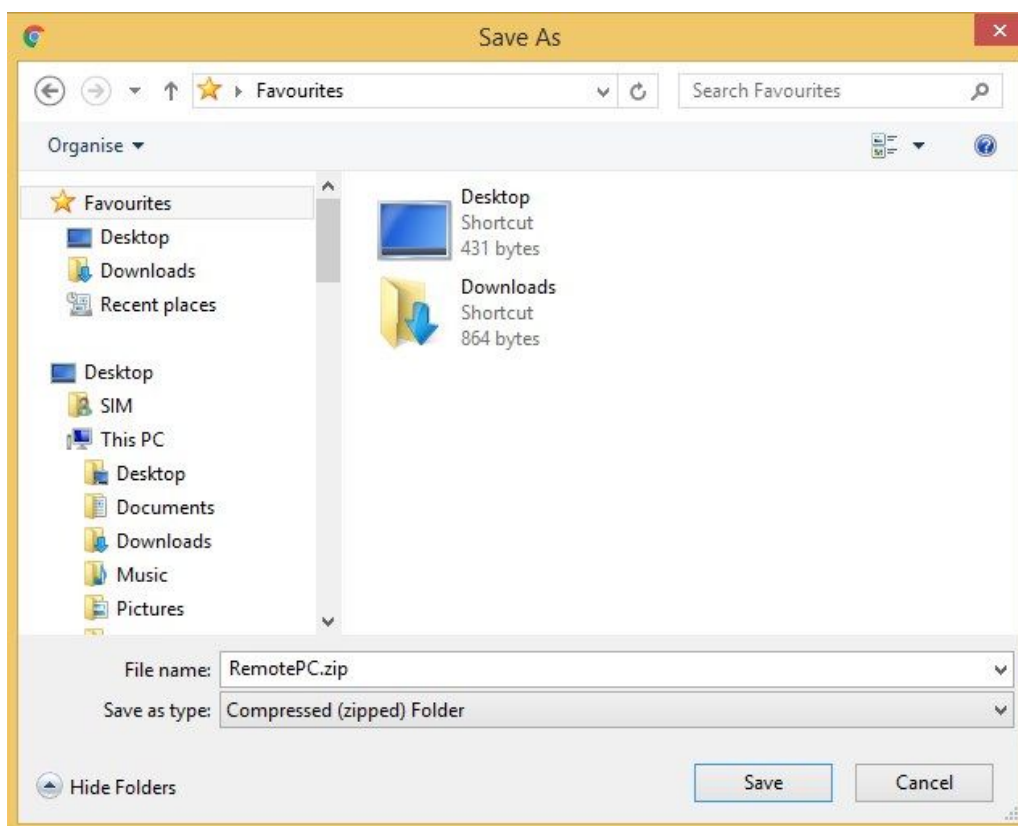 Save As
Favourites
Search Favourites
Organise
Favourites
Desktop
Downloads
Recent places
Desktop
SIM
This PC
Desktop
Documents
Downloads
Music
Pictures
Desktop
Shortcut
431 bytes
Downloads
Shortcut
864 bytes
File name: RemotePC.zip
Save as type: Compressed (zipped) Folder
Hide Folders
Save
Cancel